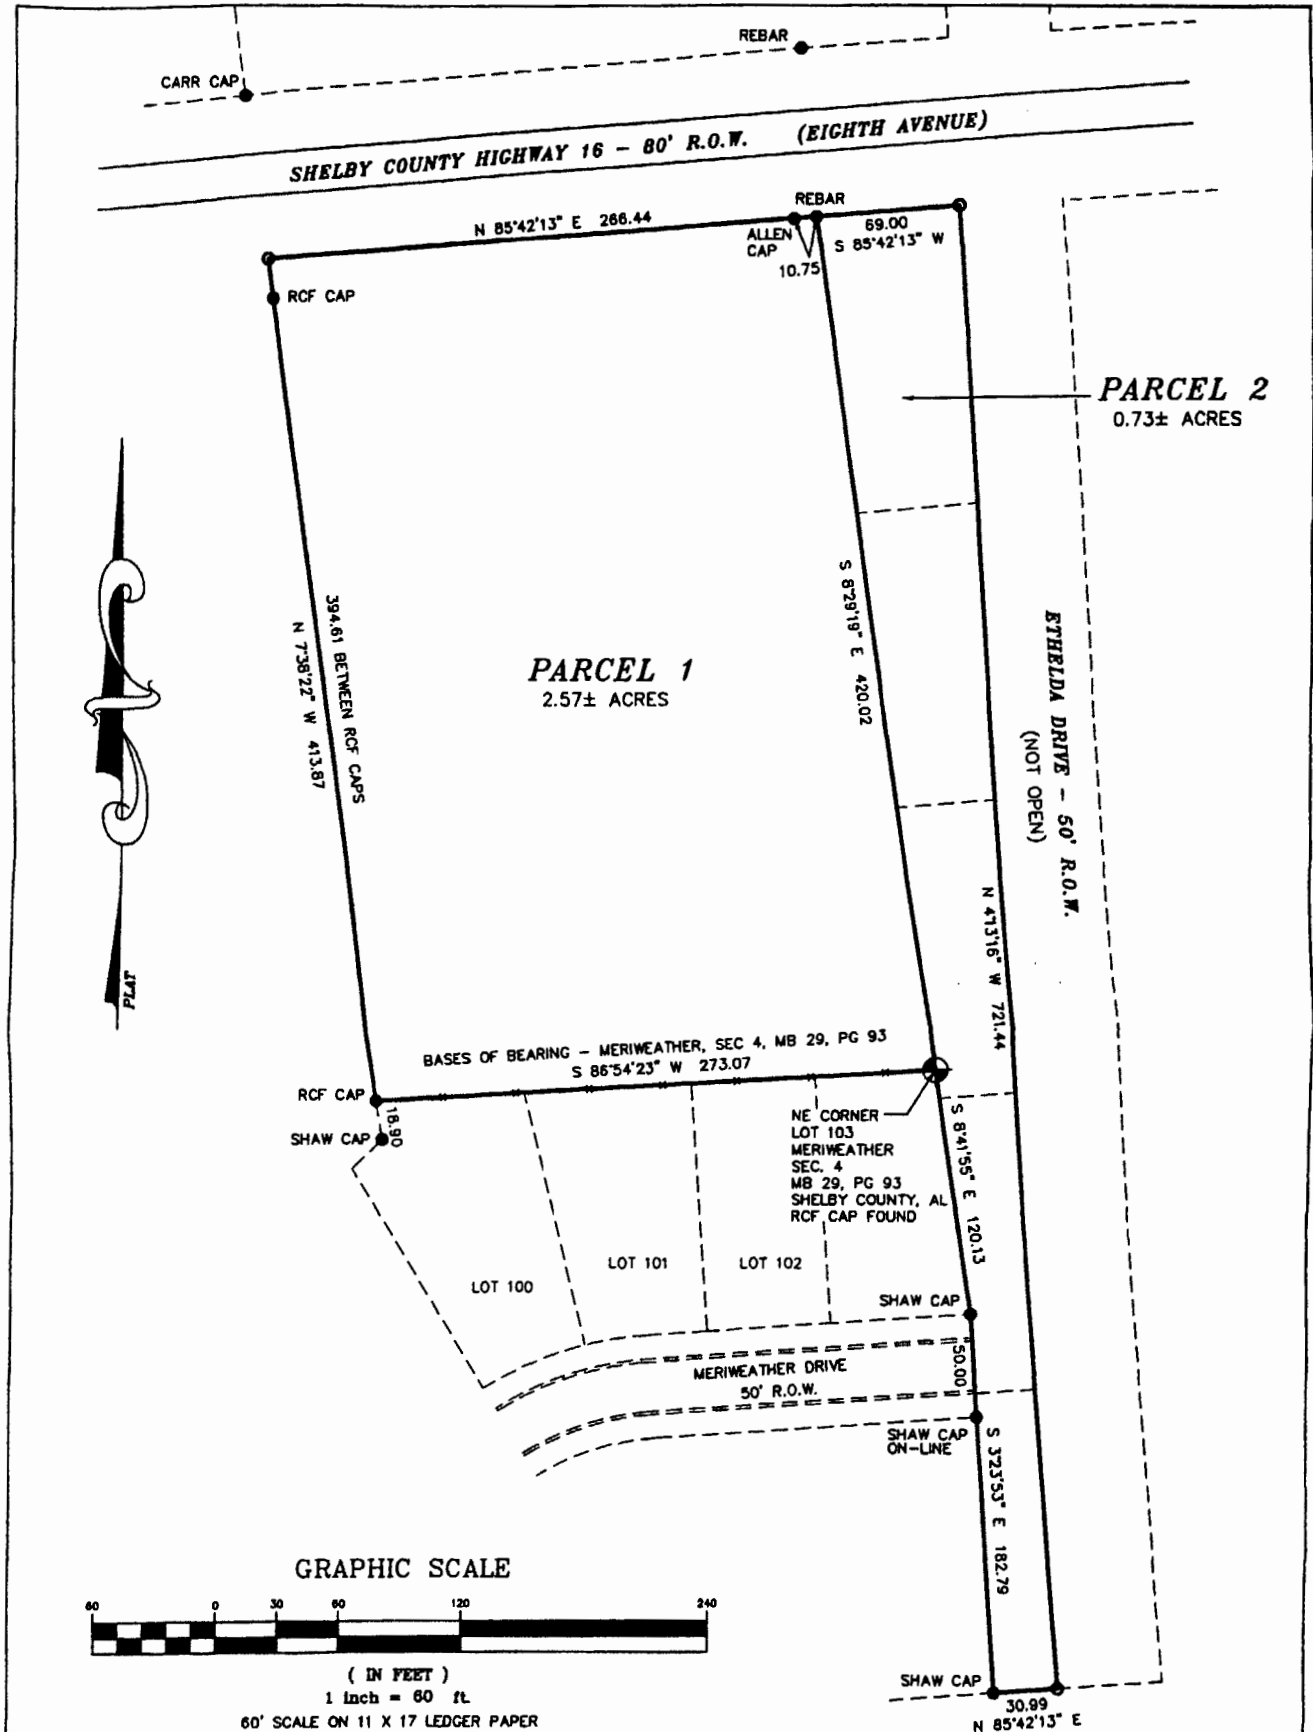 REBAR
CARR CAP
SHELBY COUNTY HIGHWAY 16 - 80' R.O.W. (EIGHTH AVENUE)
REBAR
N 85°42'13" E 266.44
ALLEN
CAP
69.00
S 85°42'13" W
10.75
RCF CAP
PARCEL 2
0.73± ACRES
394.61 BETWEEN RCF CAPS
N 7°38'22" W 413.87
S 8°29'19" E 420.02
PARCEL 1
2.57± ACRES
ETHELDA DRIVE - 50' R.O.W.
(NOT OPEN)
N 4°13'16" W 721.44
PLAT
BASES OF BEARING - MERIWEATHER, SEC 4, MB 29, PG 93
S 86°54'23" W 273.07
RCF CAP
18.90
SHAW CAP
NE CORNER
LOT 103
MERIWEATHER
SEC. 4
MB 29, PG 93
SHELBY COUNTY, AL
RCF CAP FOUND
S 8°41'55" E 120.13
LOT 100
LOT 101
LOT 102
SHAW CAP
MERIWEATHER DRIVE
50' R.O.W.
50.00
SHAW CAP
ON-LINE
S 3°23'53" E 182.79
GRAPHIC SCALE
60 0 30 60 120 240
( IN FEET )
1 inch = 60 ft.
60' SCALE ON 11 X 17 LEDGER PAPER
SHAW CAP
30.99
N 85°42'13" E